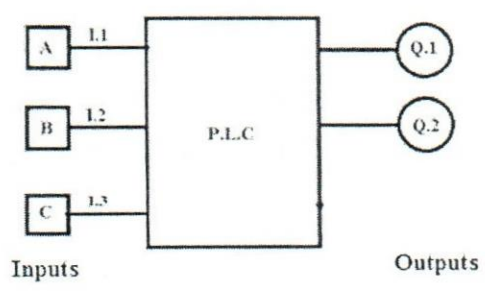 A I.1
B I.2
C I.3
P.L.C
Q.1
Q.2
Inputs
Outputs